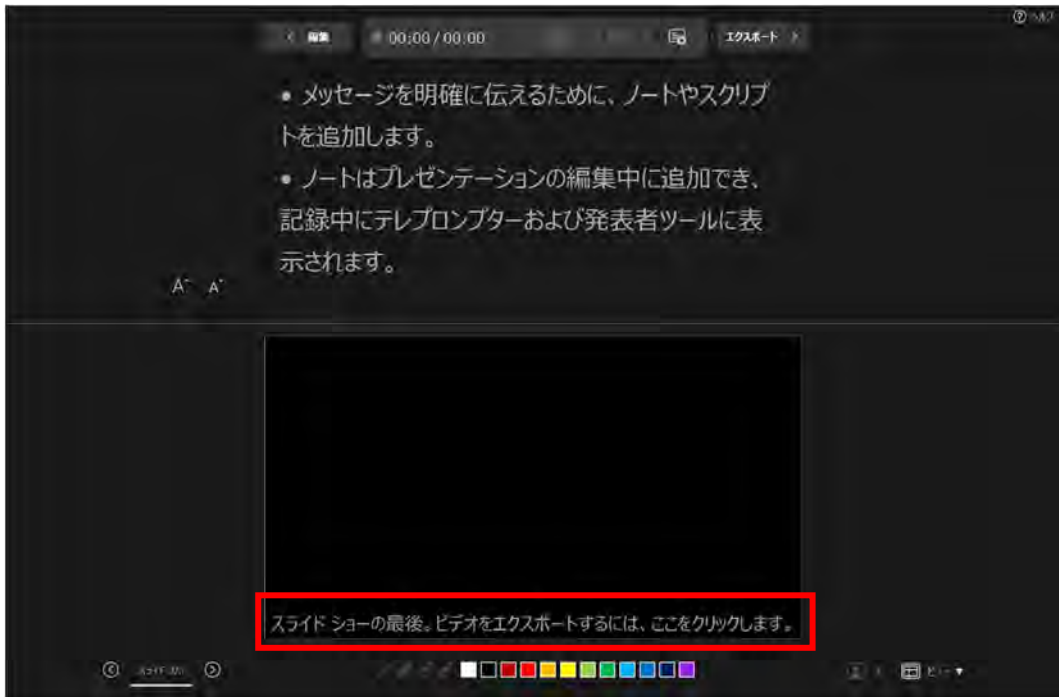 ヘルプ
編集
00:00 / 00:00
エクスポート
• メッセージを明確に伝えるために、ノートやスクリプ
トを追加します。
• ノートはプレゼンテーションの編集中に追加でき、
記録中にテレプロンプターおよび発表者ツールに表
示されます。
スライド ショーの最後。ビデオをエクスポートするには、ここをクリックします。
ビュー